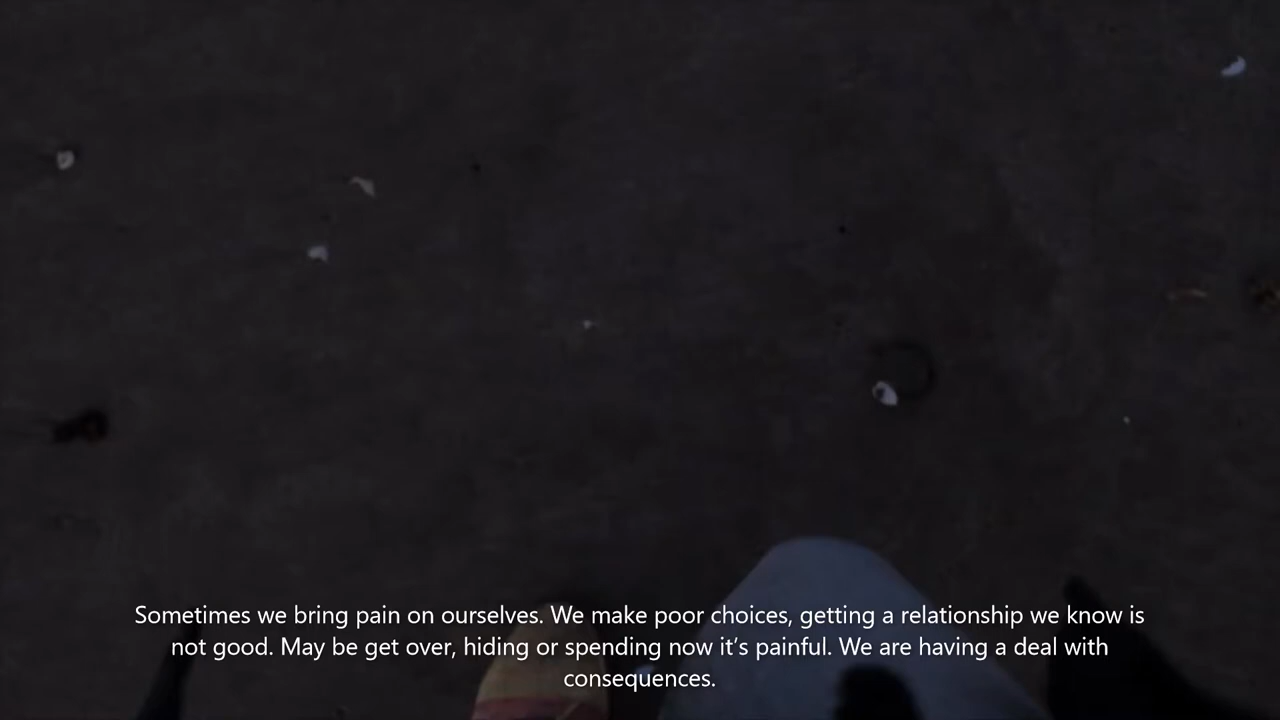 Sometimes we bring pain on ourselves. We make poor choices, getting a relationship we know is
not good. May be get over, hiding or spending now it’s painful. We are having a deal with
consequences.